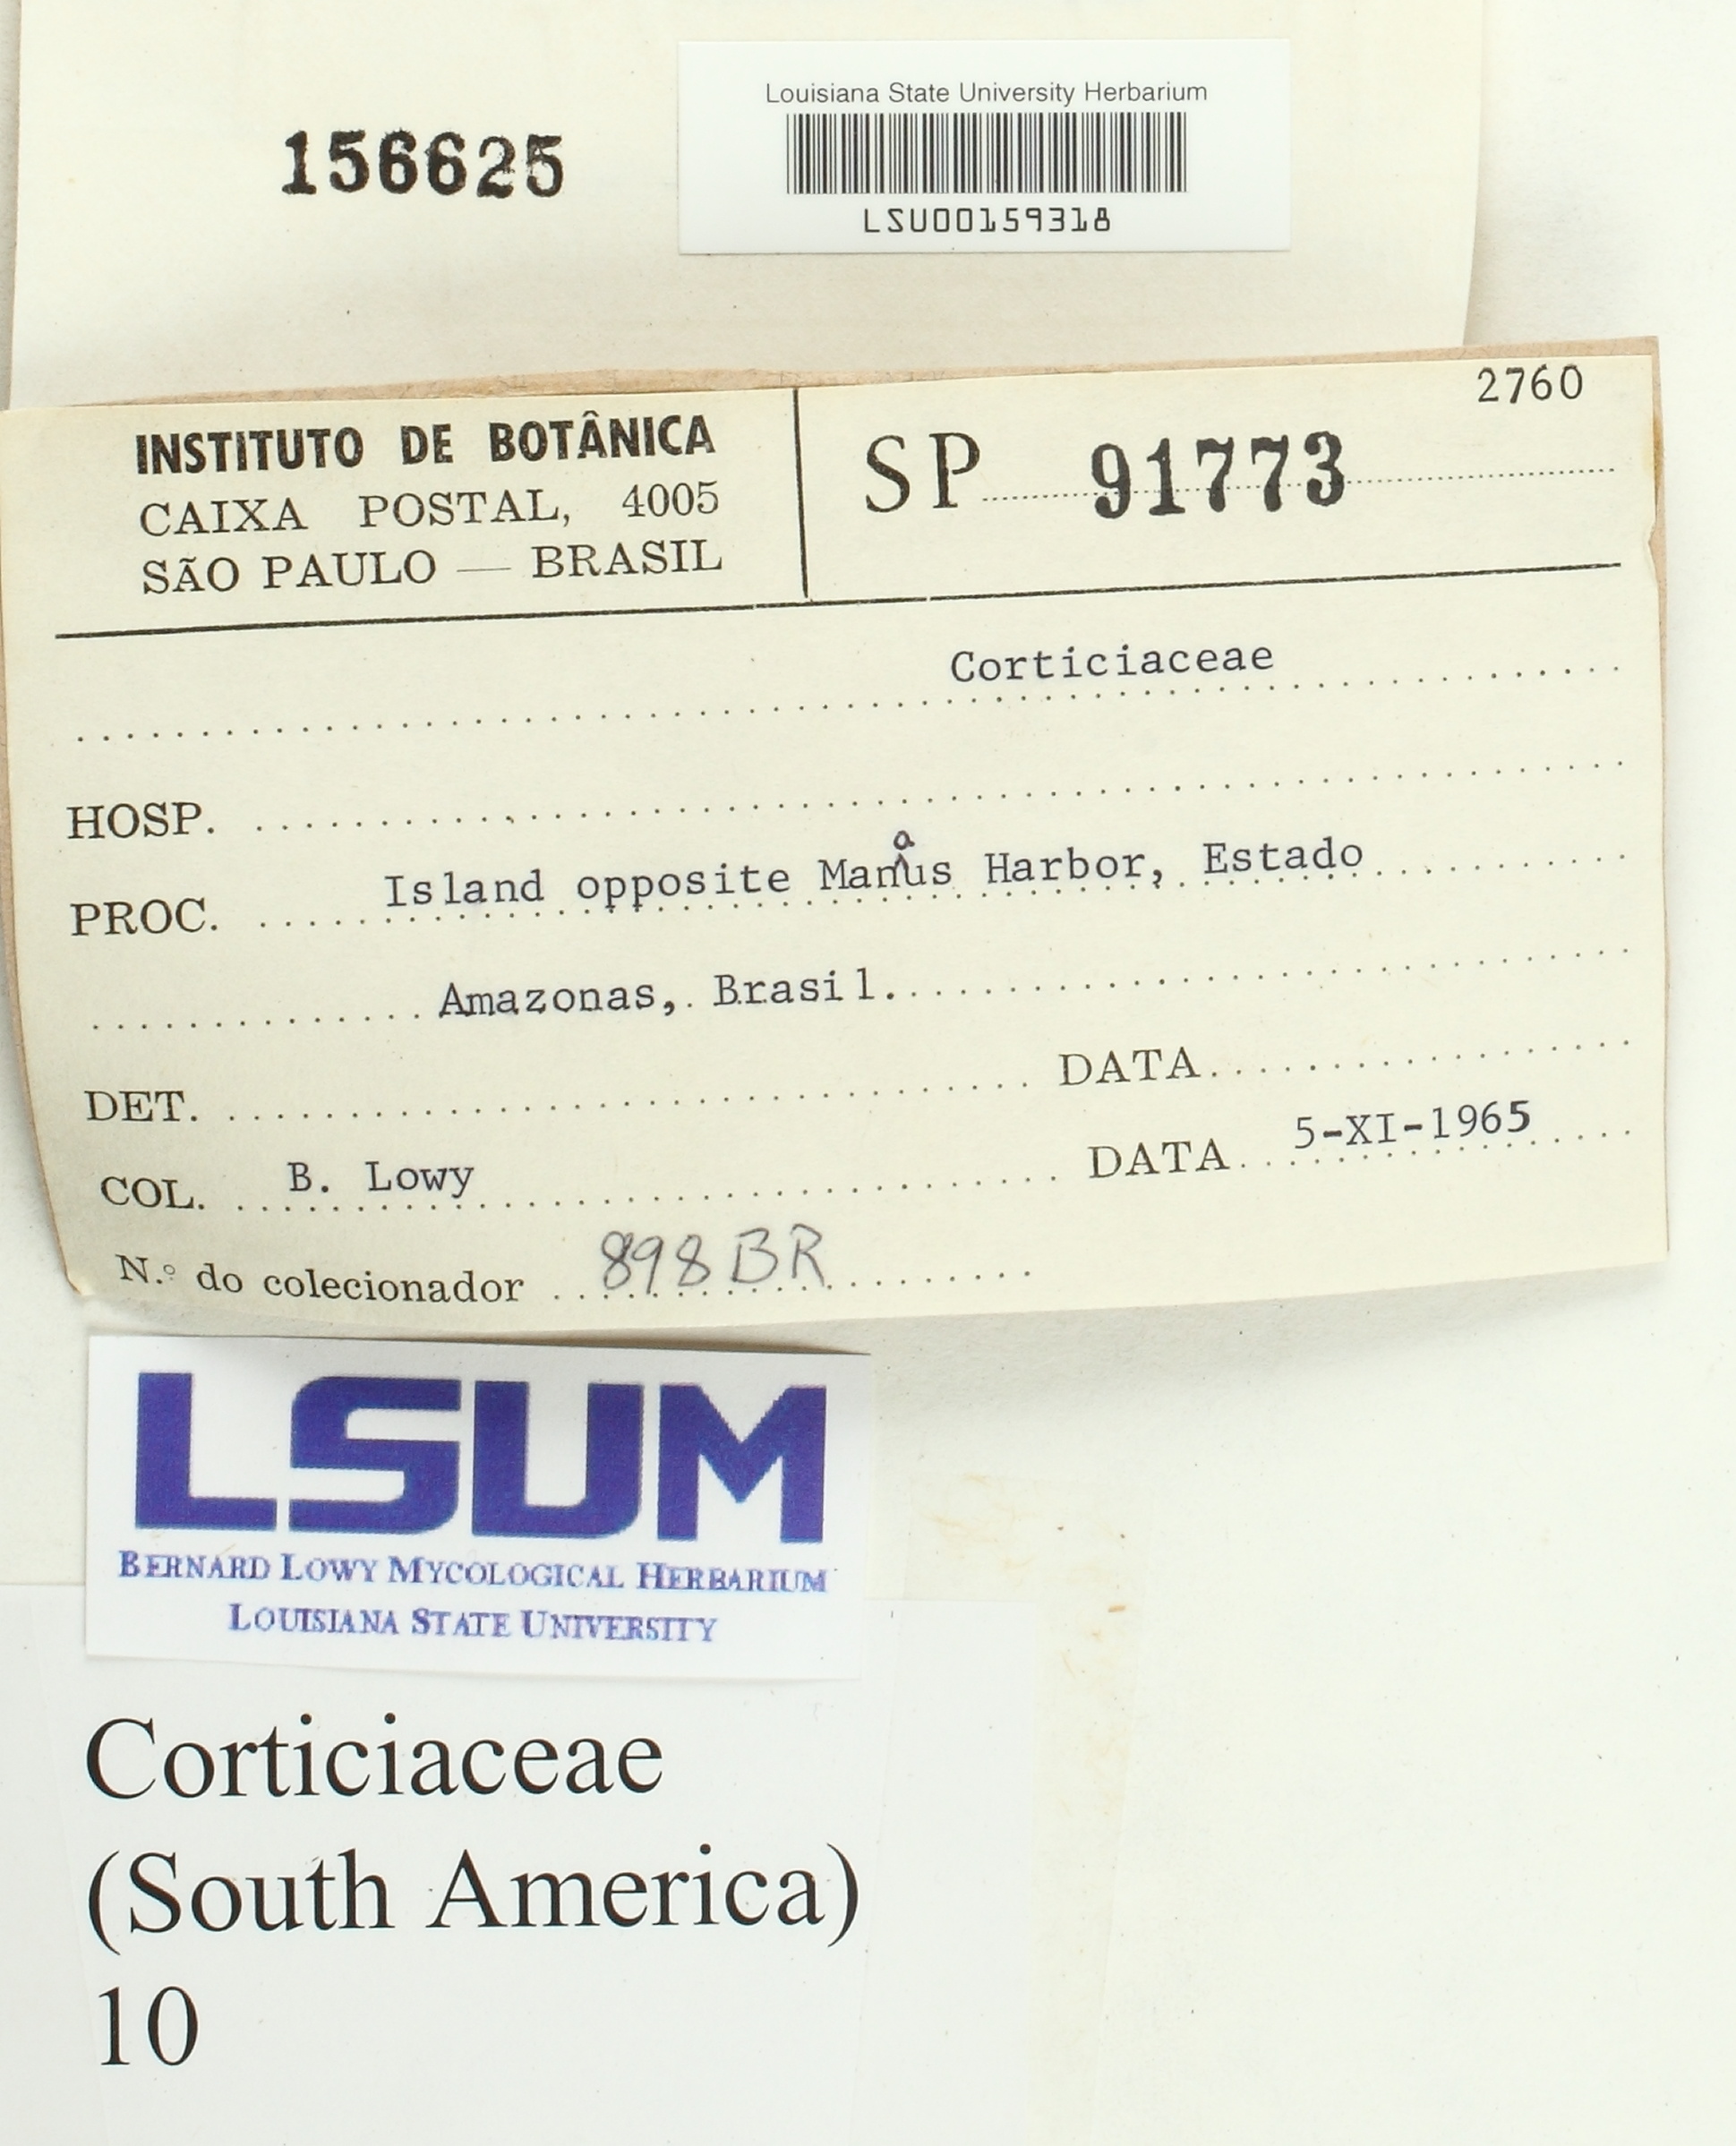 156625
Louisiana State University Herbarium
LSU00159318
2760
INSTITUTO DE BOTÂNICA
CAIXA POSTAL, 4005
SÃO PAULO — BRASIL
SP 91773
Corticiaceae
HOSP.
PROC. Island opposite Manaus Harbor, Estado
Amazonas, Brasil.
DET. DATA
COL. B. Lowy DATA 5-XI-1965
N.º do colecionador 898BR
LSUM
BERNARD LOWY MYCOLOGICAL HERBARIUM
LOUISIANA STATE UNIVERSITY
Corticiaceae
(South America)
10